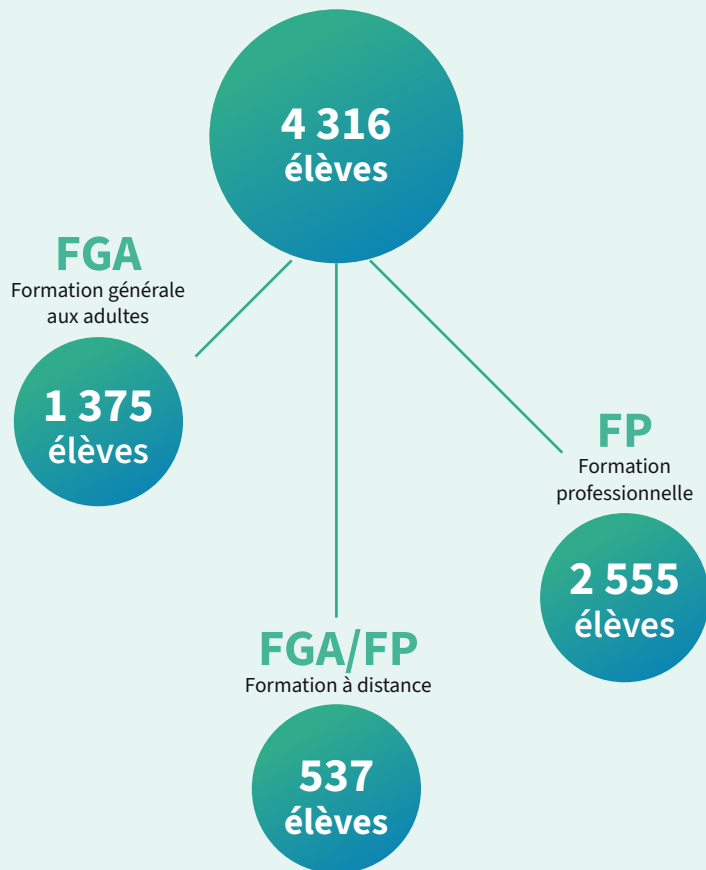 4 316
élèves
FGA
Formation générale
aux adultes
1 375
élèves
FP
Formation
professionnelle
2 555
élèves
FGA/FP
Formation à distance
537
élèves